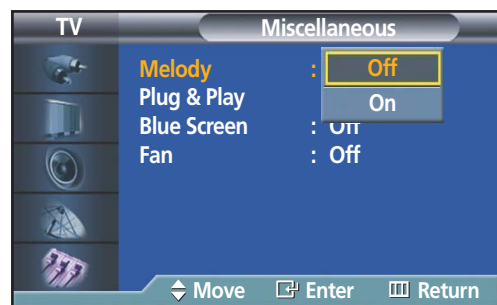 TV Miscellaneous
Melody : Off
On
Plug & Play
Blue Screen : Off
Fan : Off
Move Enter Return